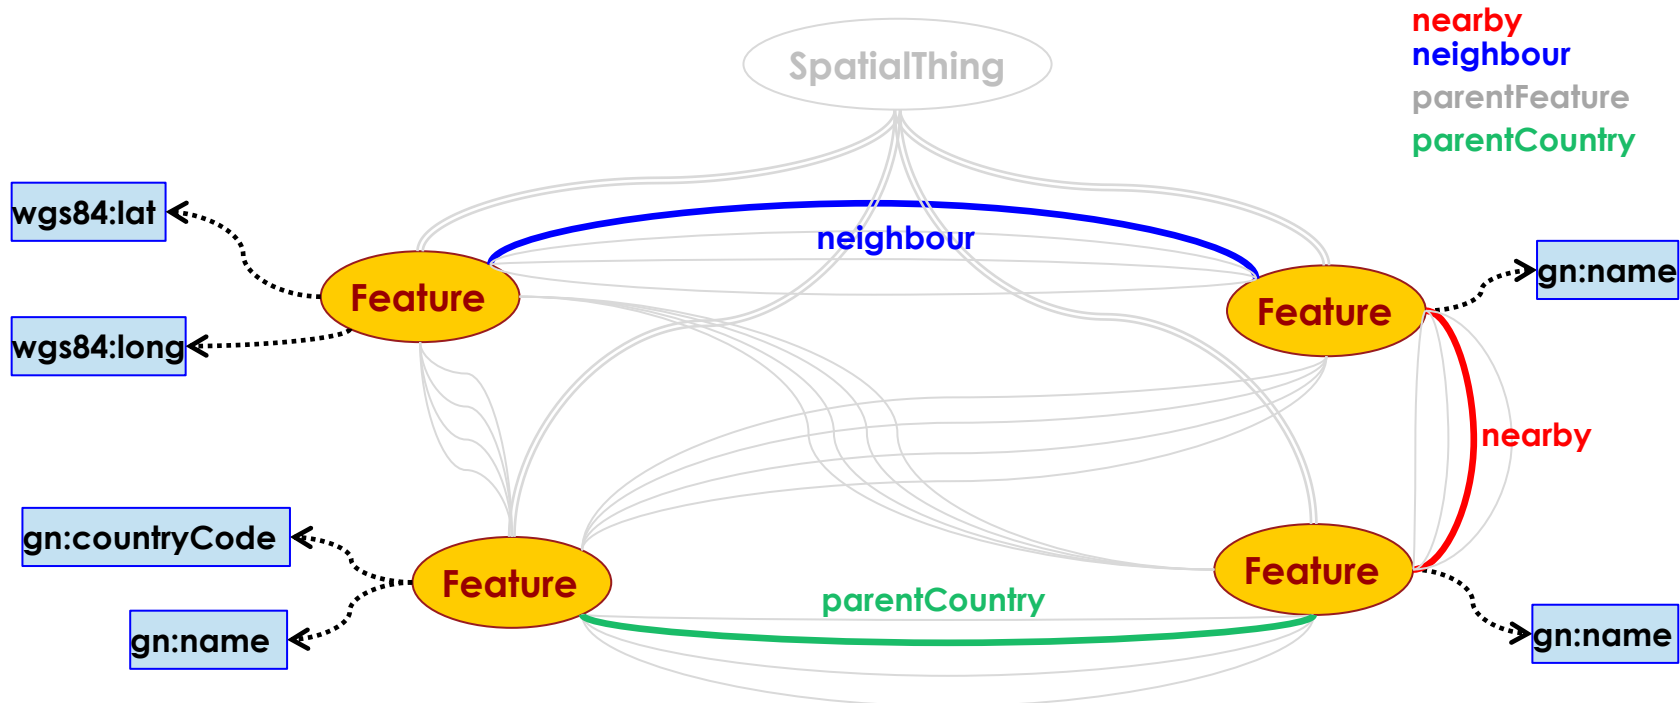 nearby
neighbour
SpatialThing
parentFeature
parentCountry
wgs84:lat
neighbour
gn:name
Feature
Feature
wgs84:long
nearby
gn:countryCode
Feature
Feature
parentCountry
gn:name
gn:name